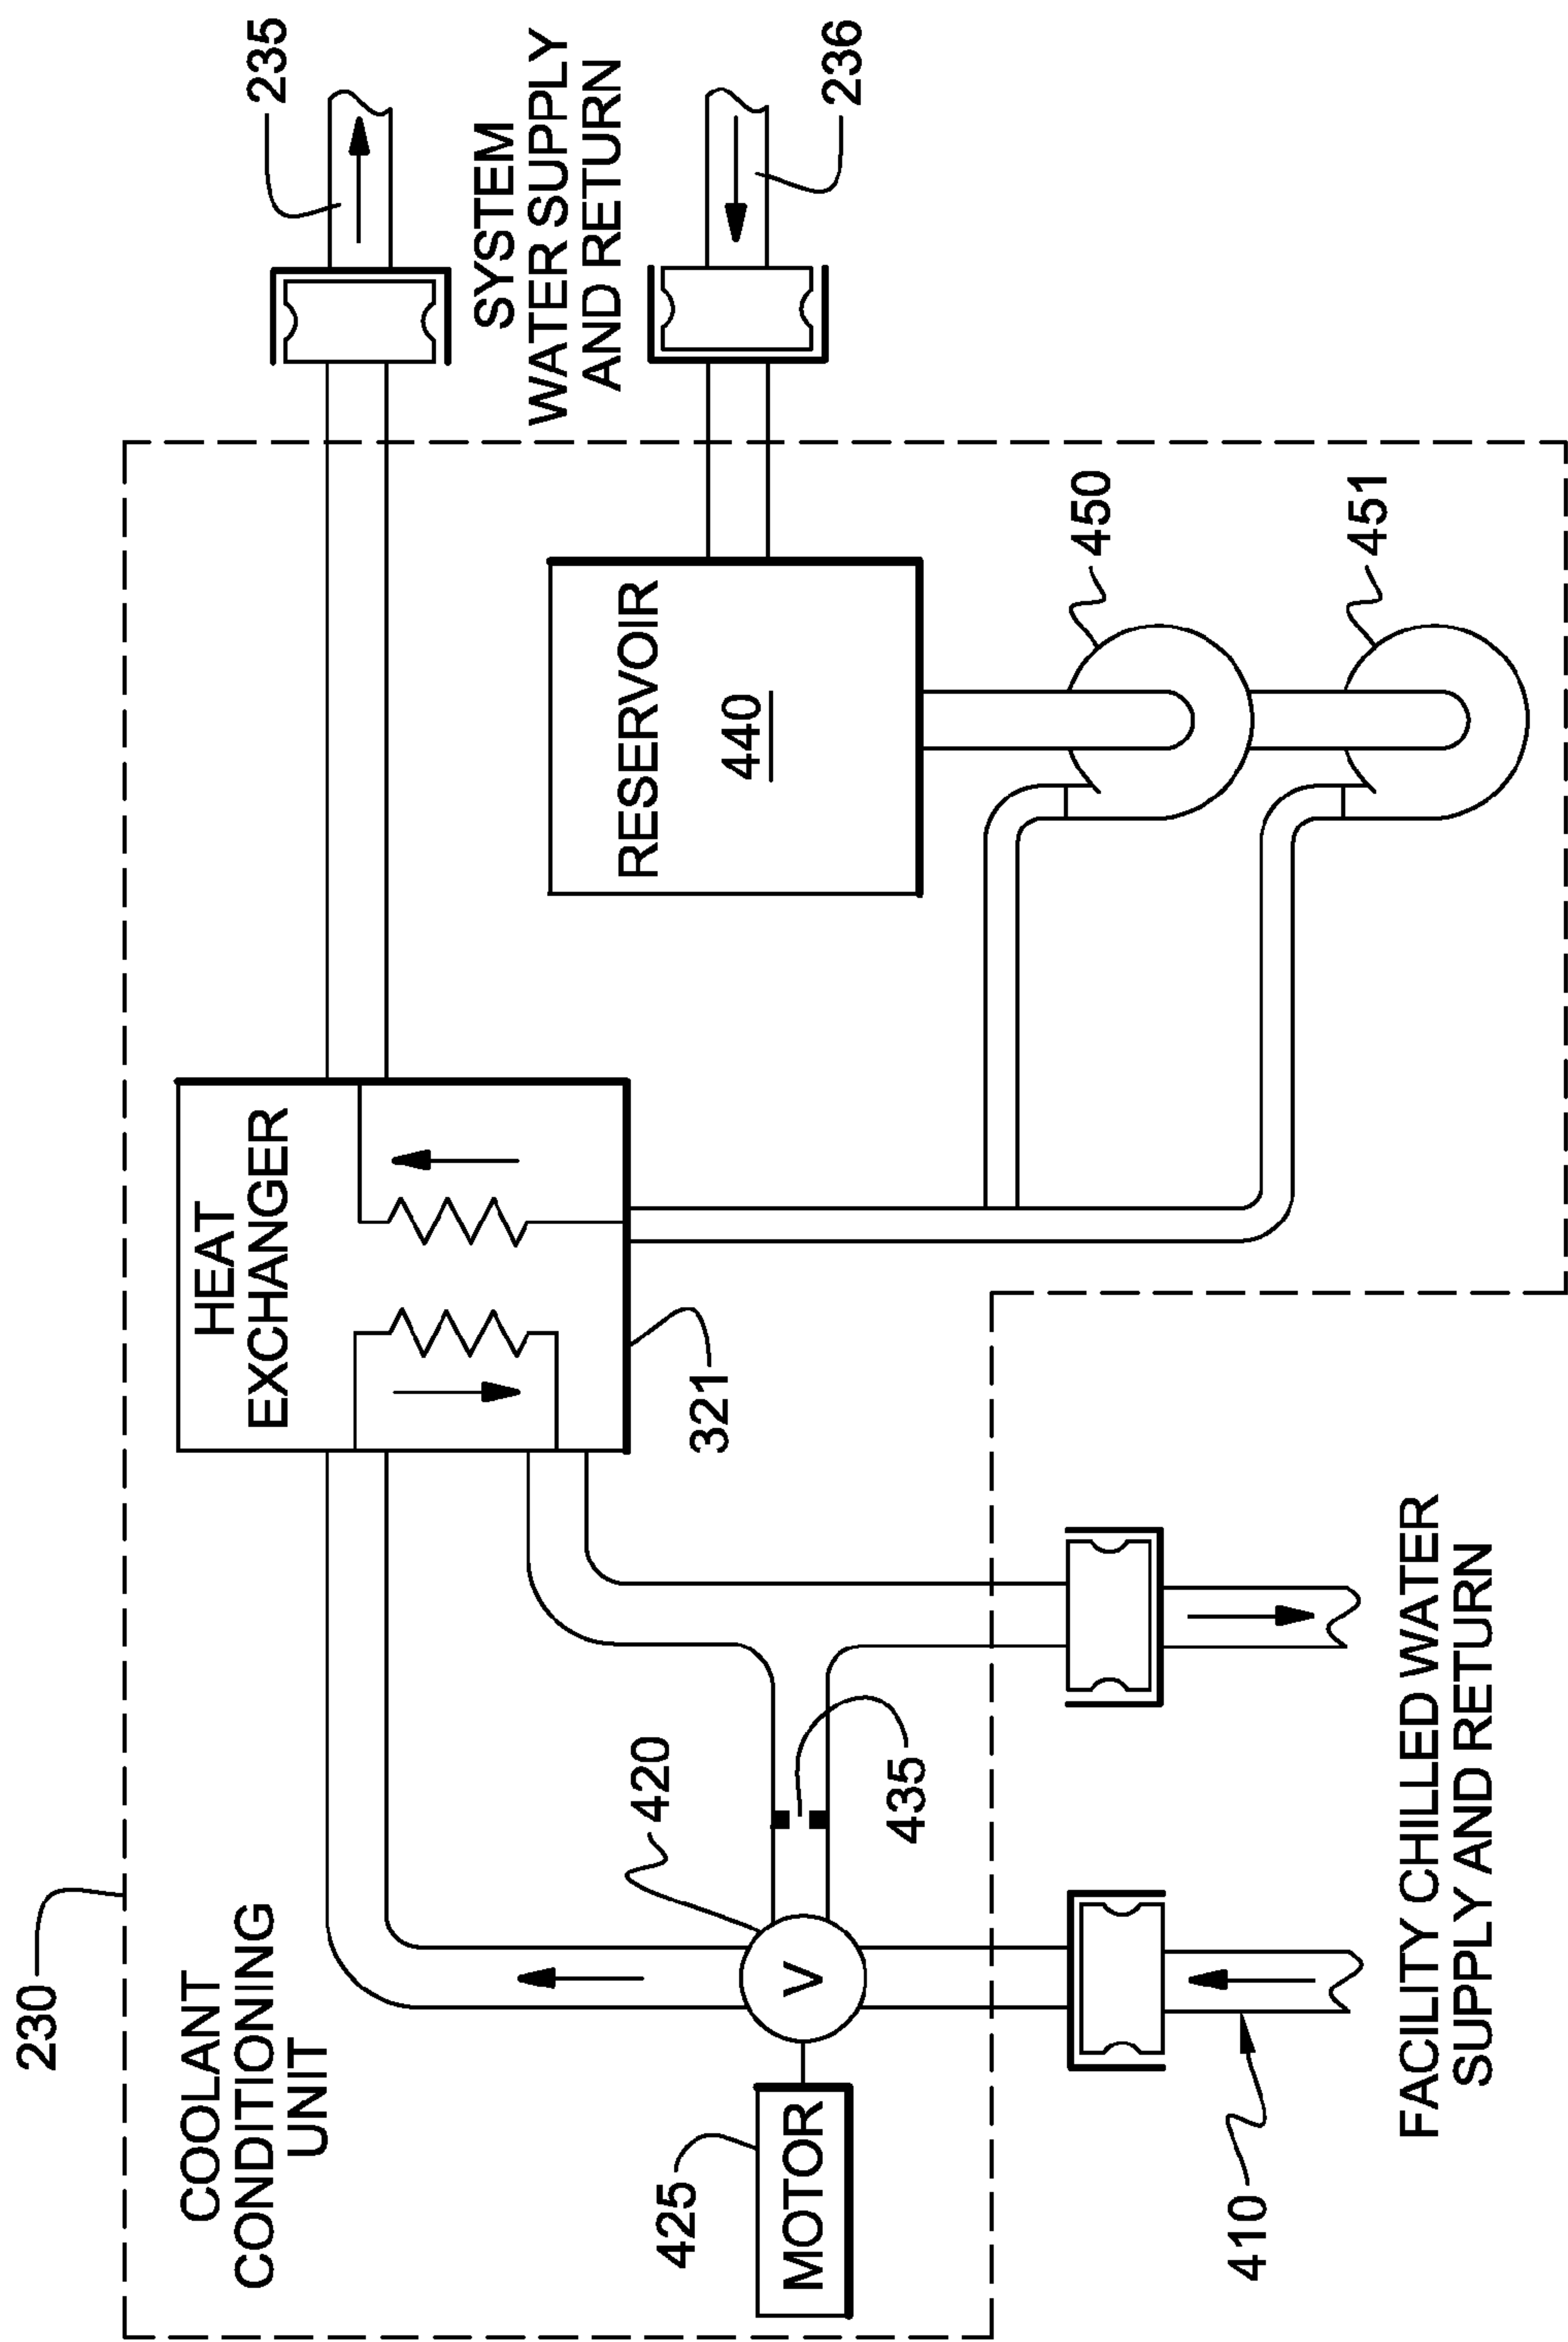 230
COOLANT
CONDITIONING
UNIT
HEAT
EXCHANGER
235
SYSTEM
WATER SUPPLY
AND RETURN
236
321
RESERVOIR
440
420
425
MOTOR
V
435
450
451
410
FACILITY CHILLED WATER
SUPPLY AND RETURN